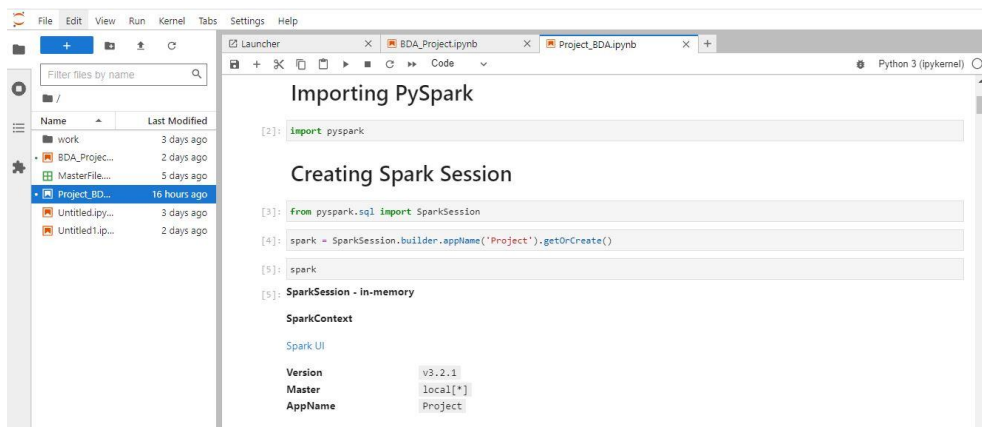 File Edit View Run Kernel Tabs Settings Help
Launcher BDA_Project.ipynb Project_BDA.ipynb
Code Python 3 (ipykernel)
Filter files by name
/
Name Last Modified
work 3 days ago
BDA_Projec... 2 days ago
MasterFile.... 5 days ago
Project_BD... 16 hours ago
Untitled.ipy... 3 days ago
Untitled1.ip... 2 days ago
Importing PySpark
[2]: import pyspark
Creating Spark Session
[3]: from pyspark.sql import SparkSession
[4]: spark = SparkSession.builder.appName('Project').getOrCreate()
[5]: spark
[5]: SparkSession - in-memory
SparkContext
Spark UI
Version v3.2.1
Master local[*]
AppName Project